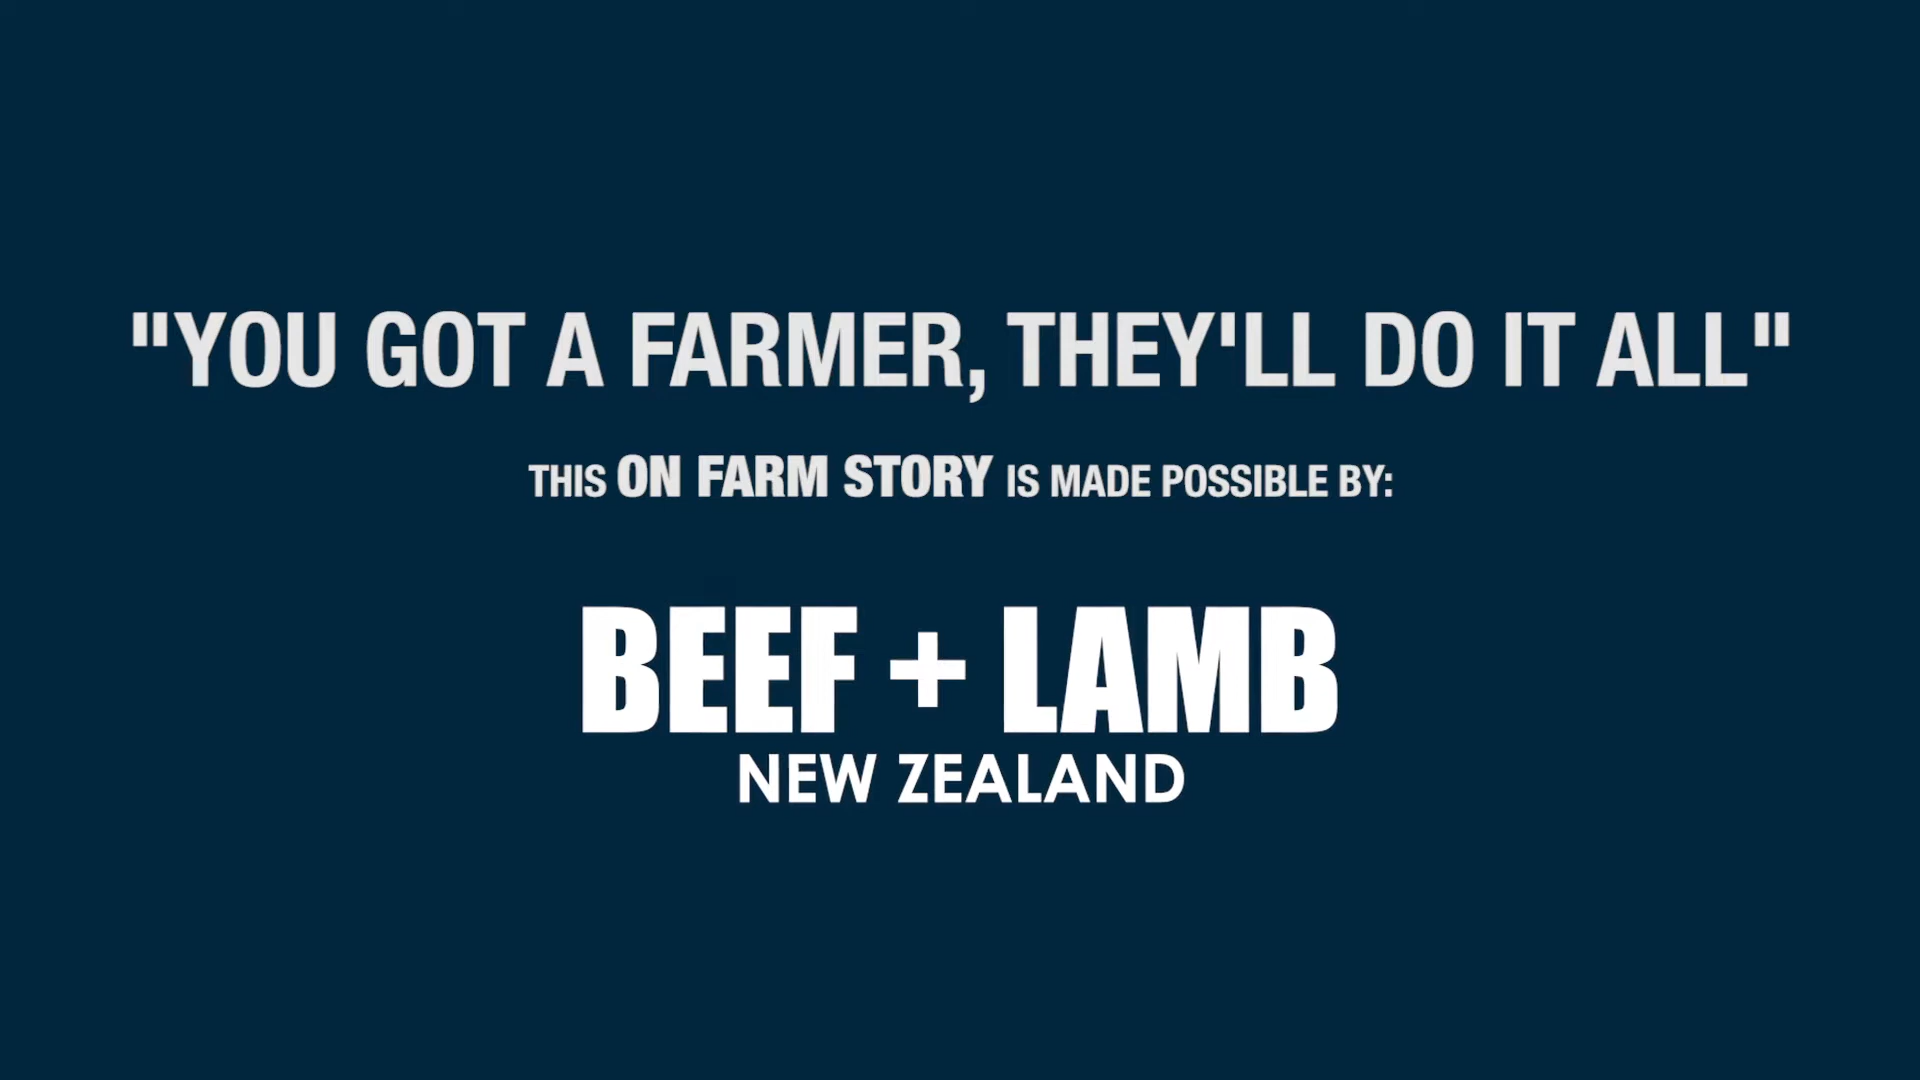 "YOU GOT A FARMER, THEY'LL DO IT ALL"
THIS ON FARM STORY IS MADE POSSIBLE BY:
BEEF + LAMB
NEW ZEALAND